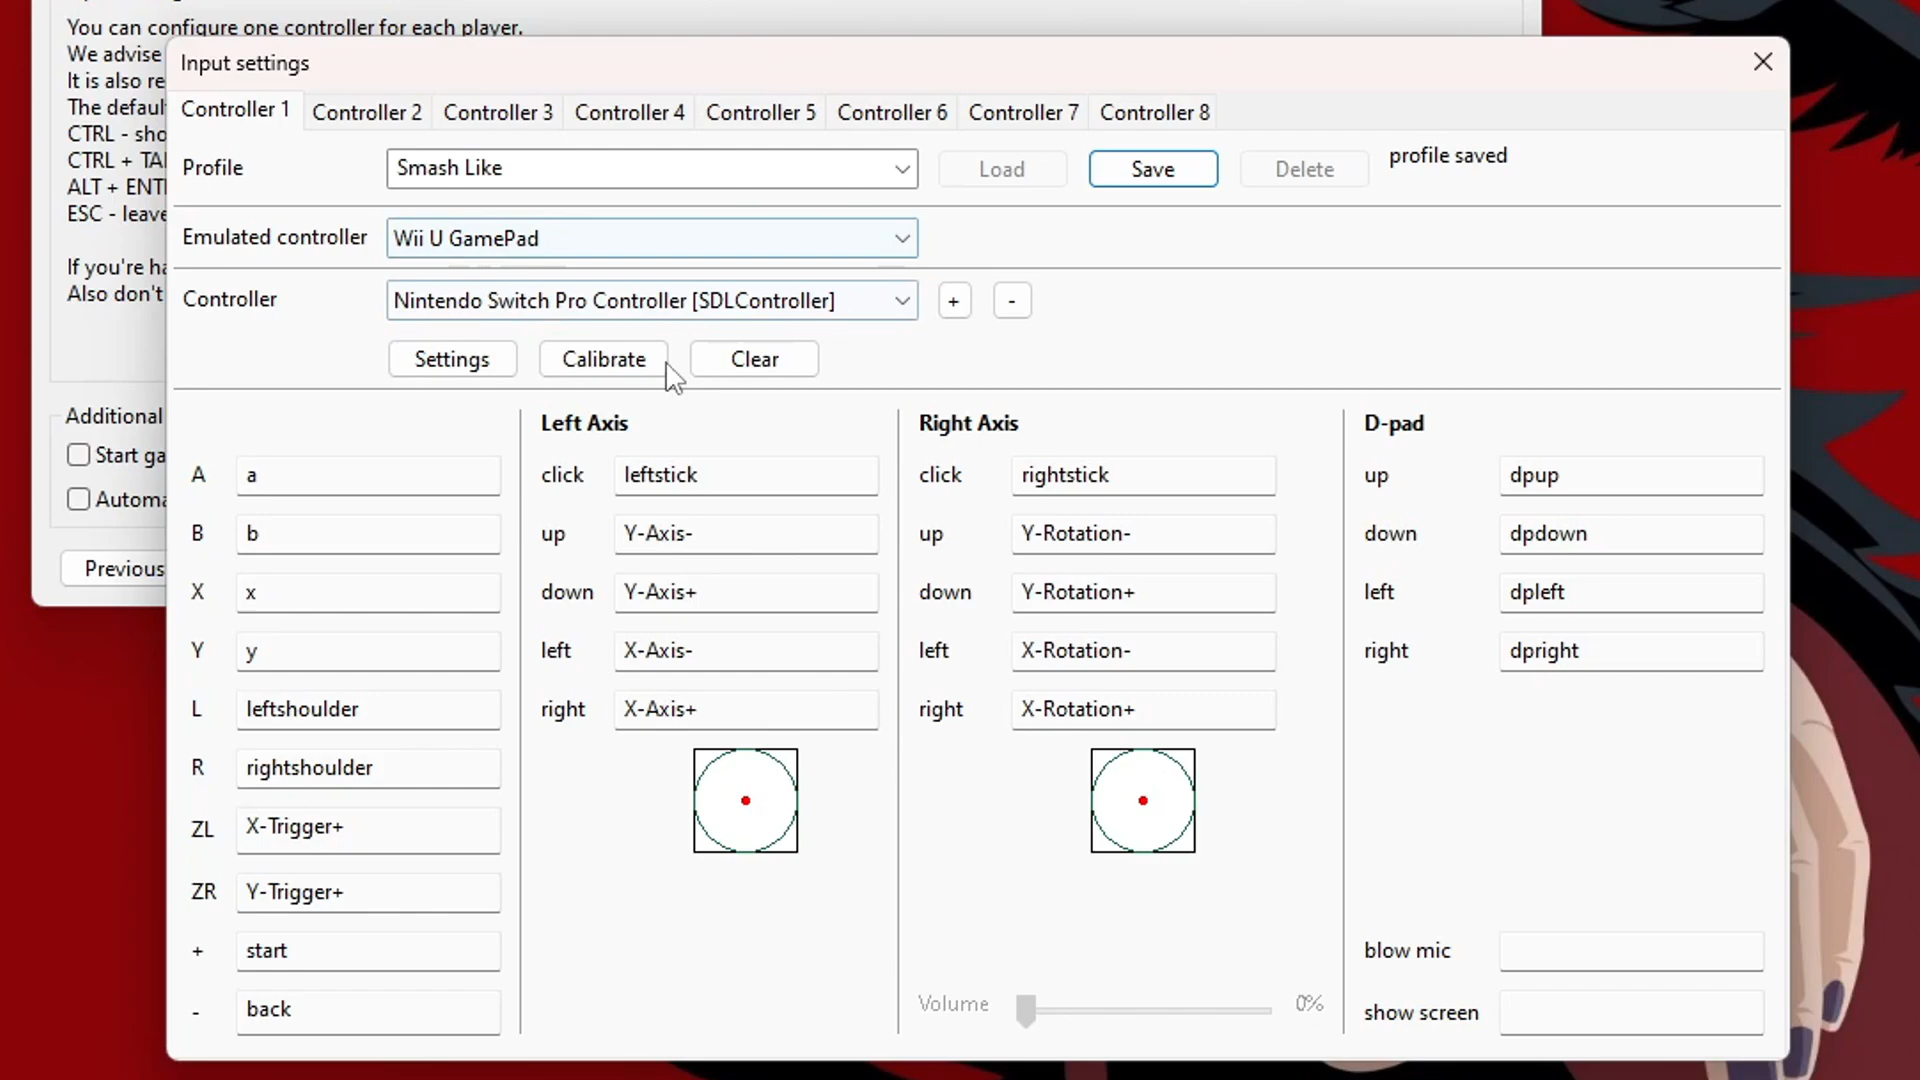 You can configure one controller for each player.
We advise
It is also re
The defaul
CTRL - sho
CTRL + TA
ALT + ENT
ESC - leave
If you're ha
Also don't
Additional
Start ga
Automa
Previous
Input settings
Controller 1 Controller 2 Controller 3 Controller 4 Controller 5 Controller 6 Controller 7 Controller 8
Profile Smash Like Load Save Delete profile saved
Emulated controller Wii U GamePad
Controller Nintendo Switch Pro Controller [SDLController] + -
Settings Calibrate Clear
A a
B b
X x
Y y
L leftshoulder
R rightshoulder
ZL X-Trigger+
ZR Y-Trigger+
+ start
- back
Left Axis
click leftstick
up Y-Axis-
down Y-Axis+
left X-Axis-
right X-Axis+
Right Axis
click rightstick
up Y-Rotation-
down Y-Rotation+
left X-Rotation-
right X-Rotation+
Volume 0%
D-pad
up dpup
down dpdown
left dpleft
right dpright
blow mic
show screen